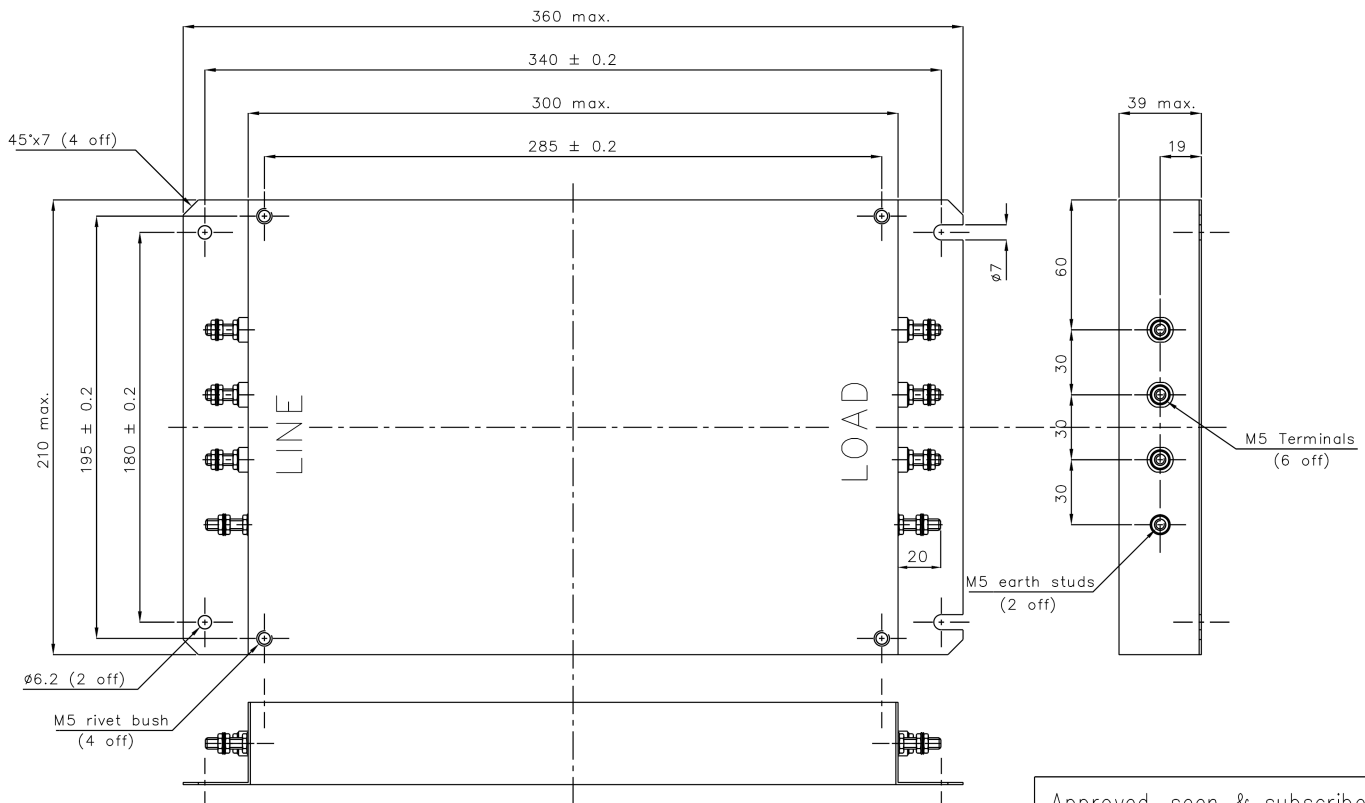 360 max.
340 ± 0.2
300 max.
39 max.
45°x7 (4 off)
285 ± 0.2
19
ø7
60
30
30
30
210 max.
195 ± 0.2
180 ± 0.2
LINE
LOAD
M5 Terminals
(6 off)
20
M5 earth studs
(2 off)
ø6.2 (2 off)
M5 rivet bush
(4 off)
Approved, seen & subscribe